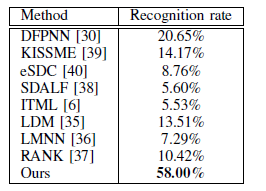 Method Recognition rate
DFPNN [30] 20.65%
KISSME [39] 14.17%
eSDC [40] 8.76%
SDALF [38] 5.60%
ITML [6] 5.53%
LDM [35] 13.51%
LMNN [36] 7.29%
RANK [37] 10.42%
Ours 58.00%